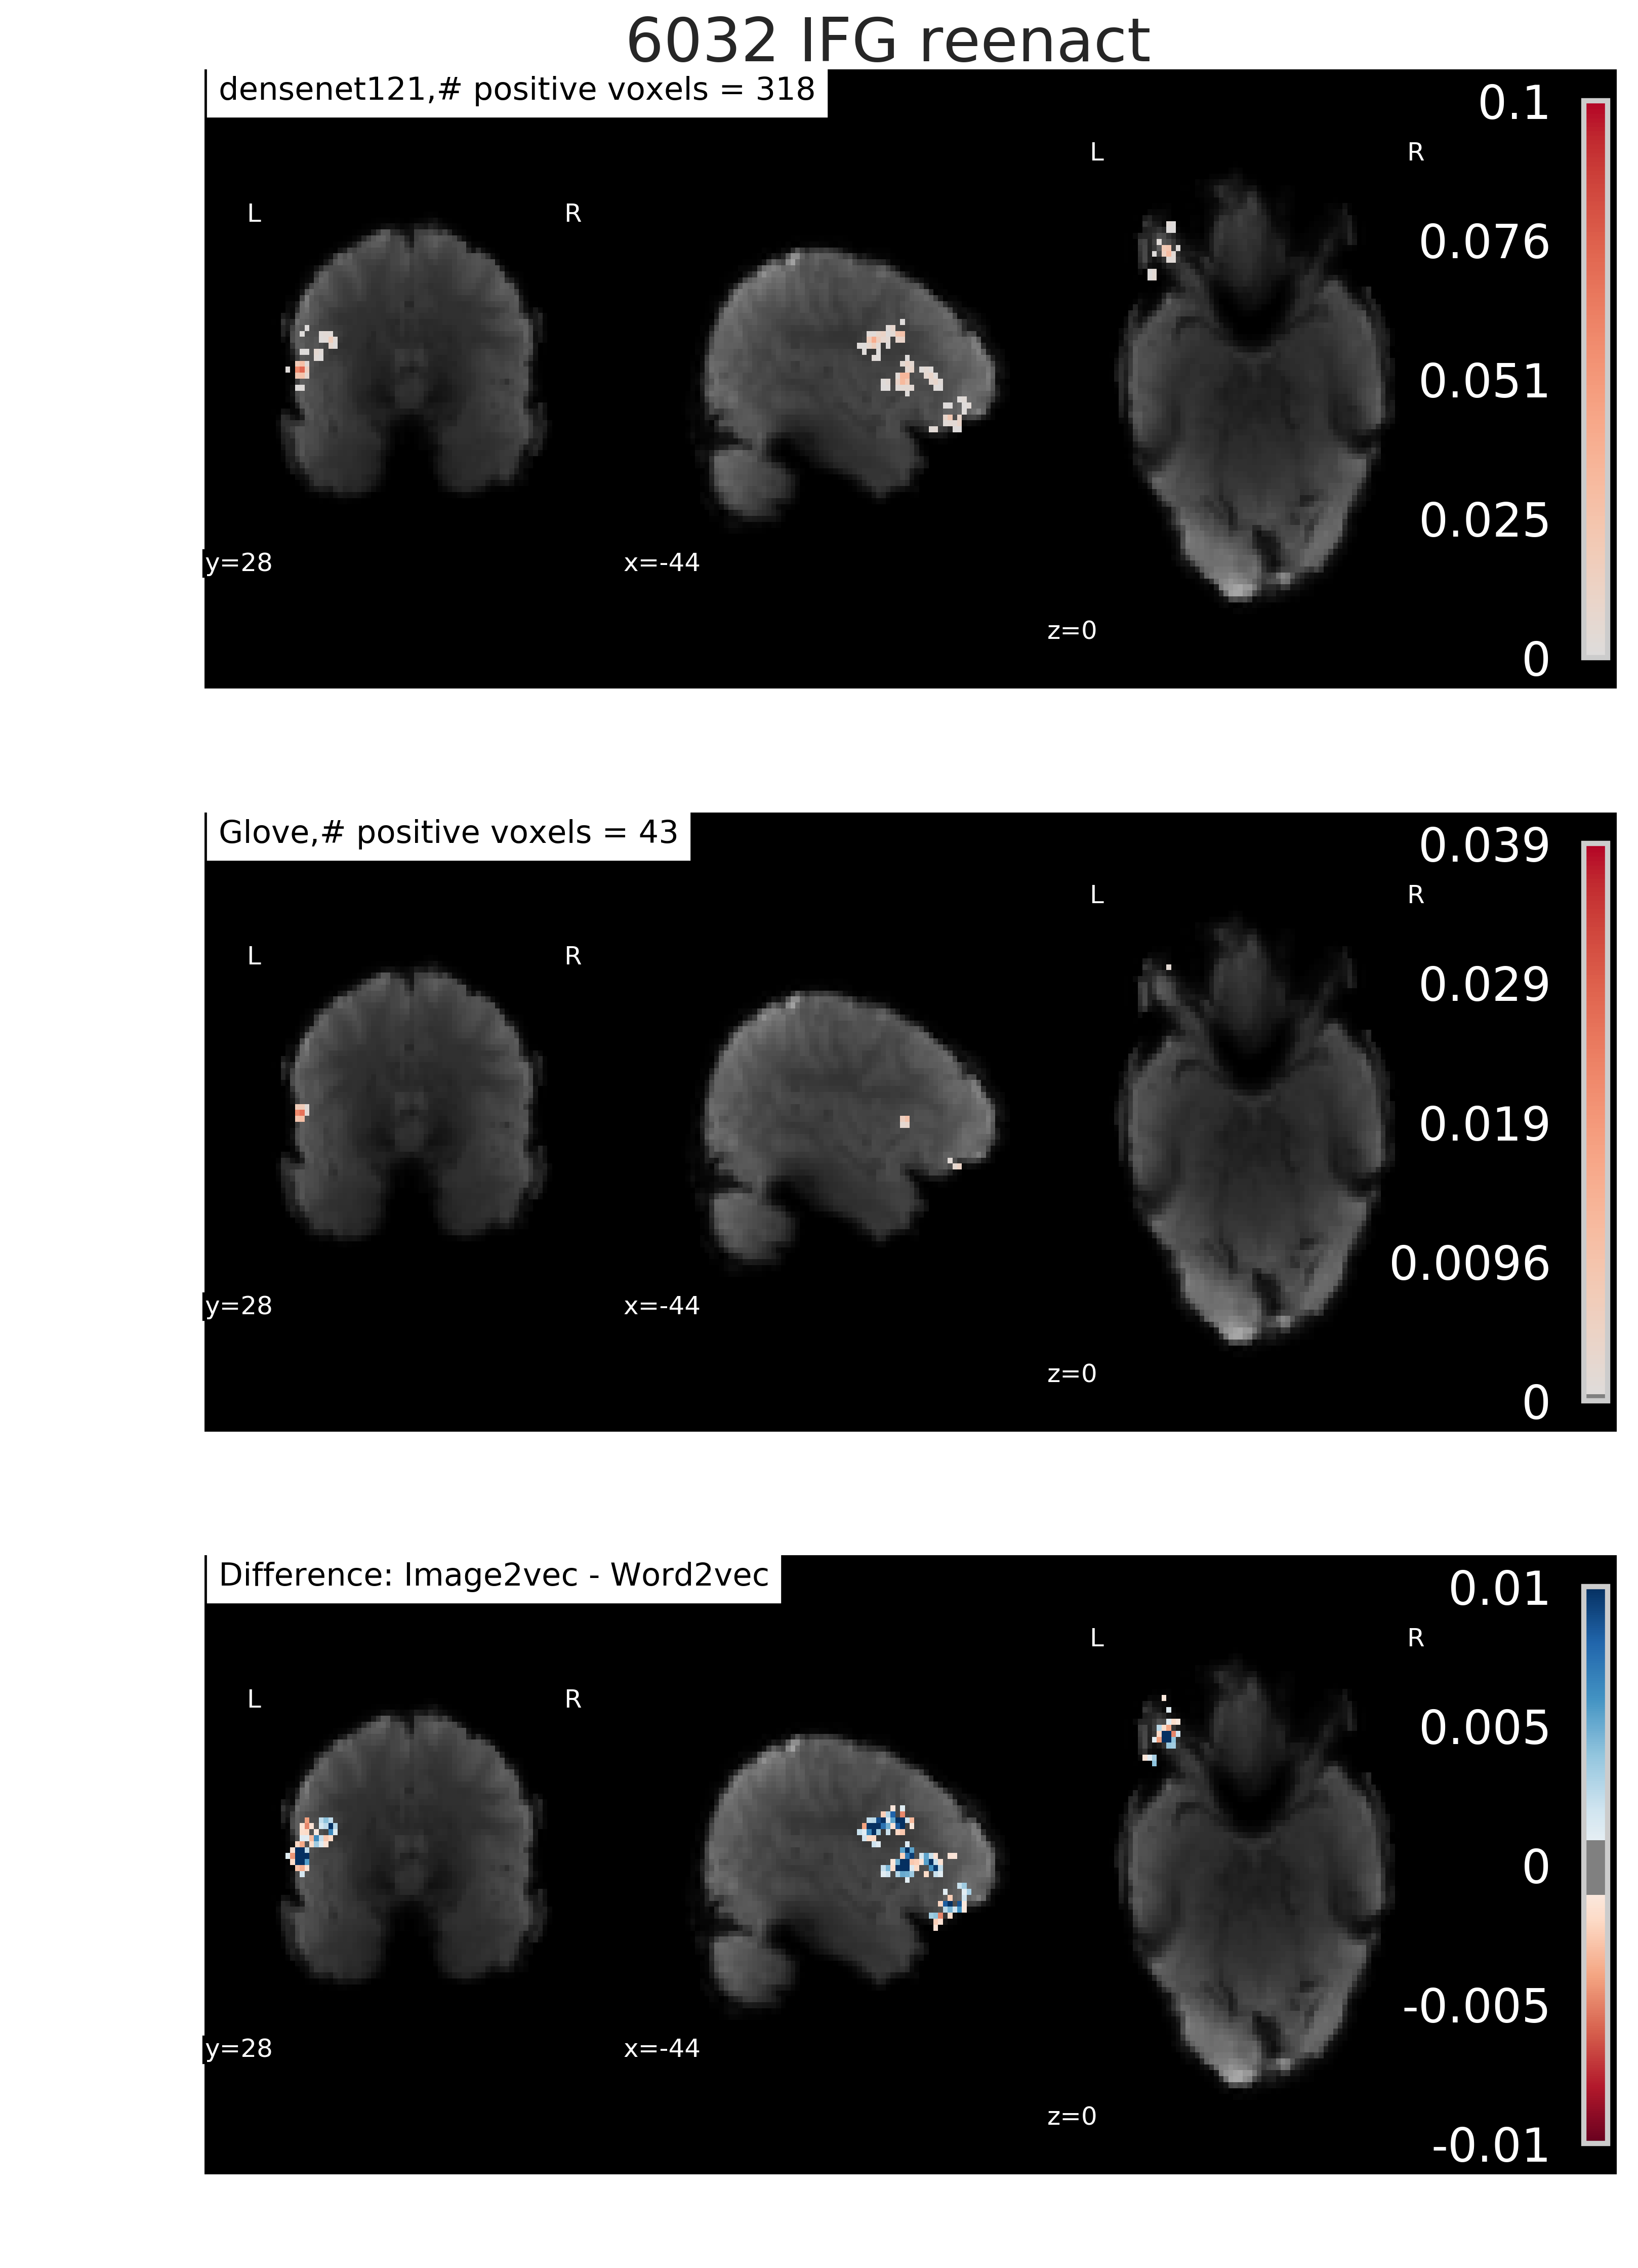 6032 IFG reenact
densenet121,# positive voxels = 318
0.1
L R
0.076
L R
0.051
0.025
y=28 x=-44
z=0
0
Glove,# positive voxels = 43
0.039
L R
0.029
L R
0.019
0.0096
y=28 x=-44
z=0
0
Difference: Image2vec - Word2vec
0.01
L R
0.005
L R
0
-0.005
y=28 x=-44
z=0
-0.01